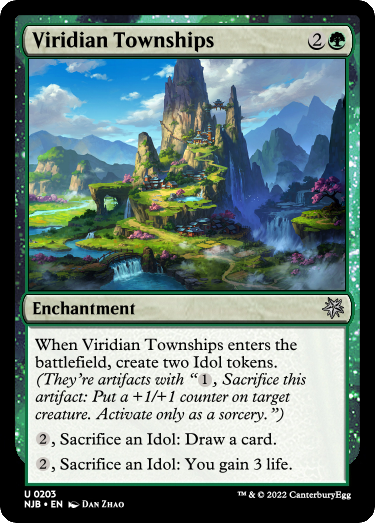 Viridian Townships 2
Enchantment
When Viridian Townships enters the
battlefield, create two Idol tokens.
(They're artifacts with “1, Sacrifice this
artifact: Put a +1/+1 counter on target
creature. Activate only as a sorcery.”)
2, Sacrifice an Idol: Draw a card.
2, Sacrifice an Idol: You gain 3 life.
U 0203
NJB • EN DAN ZHAO
™ & © 2022 CanterburyEgg